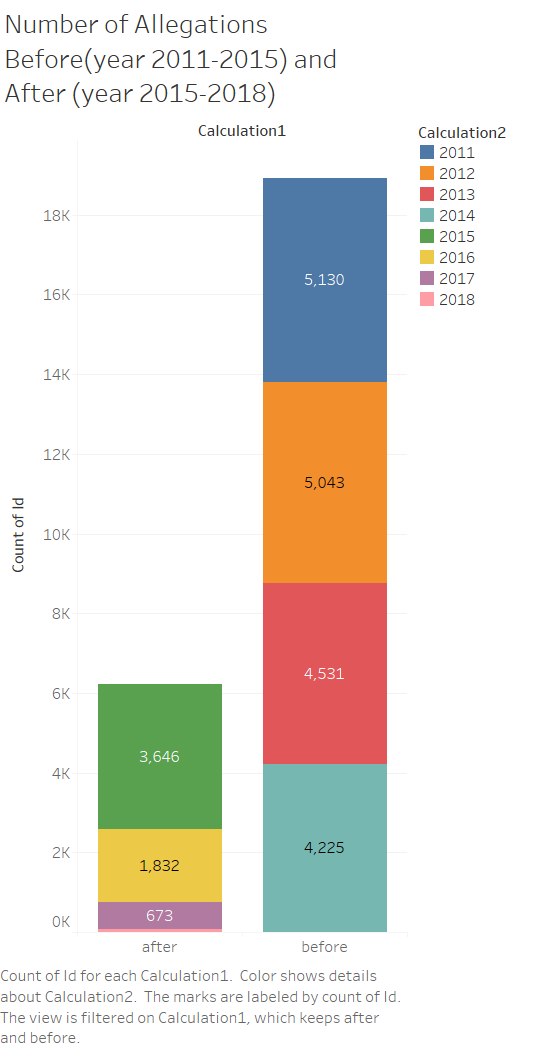 Number of Allegations
Before(year 2011-2015) and
After (year 2015-2018)
Calculation1
Calculation2
2011
2012
2013
2014
2015
2016
2017
2018
Count of Id
18K
16K
14K
12K
10K
8K
6K
4K
2K
0K
5,130
5,043
4,531
4,225
3,646
1,832
673
after
before
Count of Id for each Calculation1. Color shows details
about Calculation2. The marks are labeled by count of Id.
The view is filtered on Calculation1, which keeps after
and before.